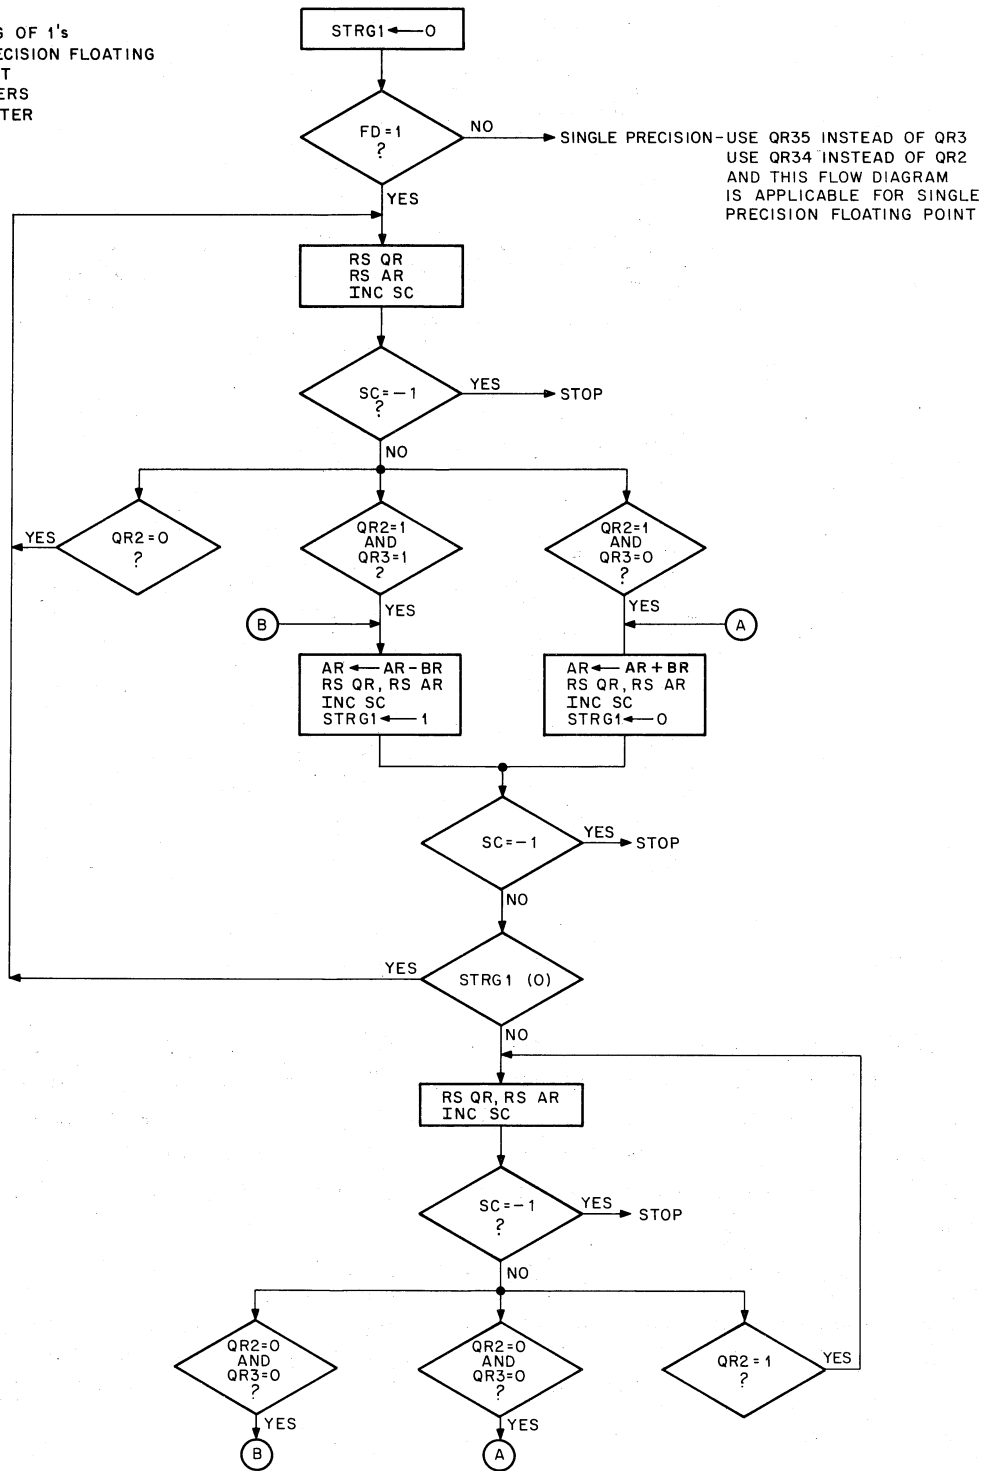 STRG1 ← 0
OF 1's
FLOATING
FD=1
?
NO
SINGLE PRECISION-USE QR35 INSTEAD OF QR3
USE QR34 INSTEAD OF QR2
AND THIS FLOW DIAGRAM
IS APPLICABLE FOR SINGLE
PRECISION FLOATING POINT
YES
RS QR
RS AR
INC SC
SC=-1
?
YES
STOP
NO
QR2=0
?
YES
QR2=1
AND
QR3=1
?
YES
QR2=1
AND
QR3=0
?
YES
B
A
AR ← AR-BR
RS QR, RS AR
INC SC
STRG1 ← 1
AR ← AR+BR
RS QR, RS AR
INC SC
STRG1 ← 0
SC=-1
YES
STOP
NO
STRG1 (0)
YES
NO
RS QR, RS AR
INC SC
SC=-1
?
YES
STOP
NO
QR2=0
AND
QR3=0
?
YES
B
QR2=0
AND
QR3=0
?
YES
A
QR2=1
?
YES